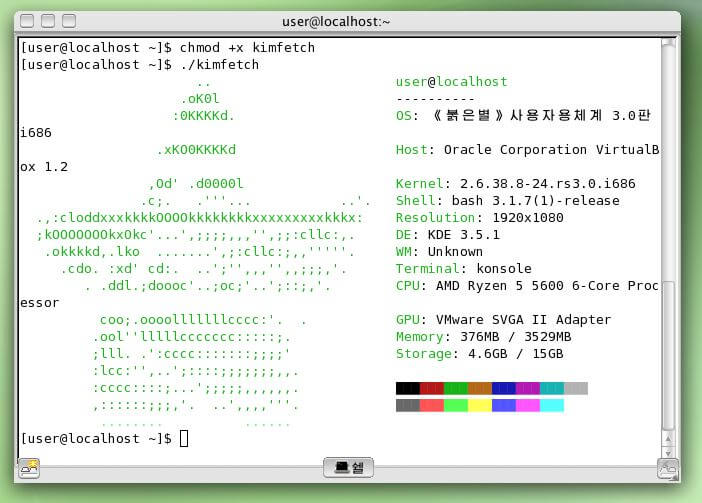 user@localhost:~
[user@localhost ~]$ chmod +x kimfetch
[user@localhost ~]$ ./kimfetch
                      ..                       user@localhost
                    .oK0l                      ----------
                   :0KKKKd.                    OS: 《붉은별》사용자용체계 3.0판
i686
                 .xKO0KKKKd                    Host: Oracle Corporation VirtualB
ox 1.2
                ,Od' .d0000l                   Kernel: 2.6.38.8-24.rs3.0.i686
               .c;.   .'''...           ..'.   Shell: bash 3.1.7(1)-release
  .,:cloddxxxkkkkOOOOkkkkkkkkxxxxxxxxxkkkx:    Resolution: 1920x1080
  ;kOOOOOOOkxOkc'...',;;;;,,,'',;;:cllc:,.     DE: KDE 3.5.1
   .okkkkd,.lko  .......',;:cllc:;,,'''''.     WM: Unknown
     .cdo. :xd' cd:.  ..';'',,,'',,;;;,'.      Terminal: konsole
        . .ddl.;doooc'..;oc;'..';::;,'.        CPU: AMD Ryzen 5 5600 6-Core Proc
essor
          coo;.oooolllllllcccc:'.  .           GPU: VMware SVGA II Adapter
         .ool''lllllccccccc:::::;.             Memory: 376MB / 3529MB
         ;lll. .':cccc:::::::;;;;'             Storage: 4.6GB / 15GB
         :lcc:'',..';::::;;;;;;;,,.
         :cccc::::;...';;;;;,,,,,,,.
         ,::::::;;;,'.  ..',,,,'''.
          ........          ......
[user@localhost ~]$
쉘